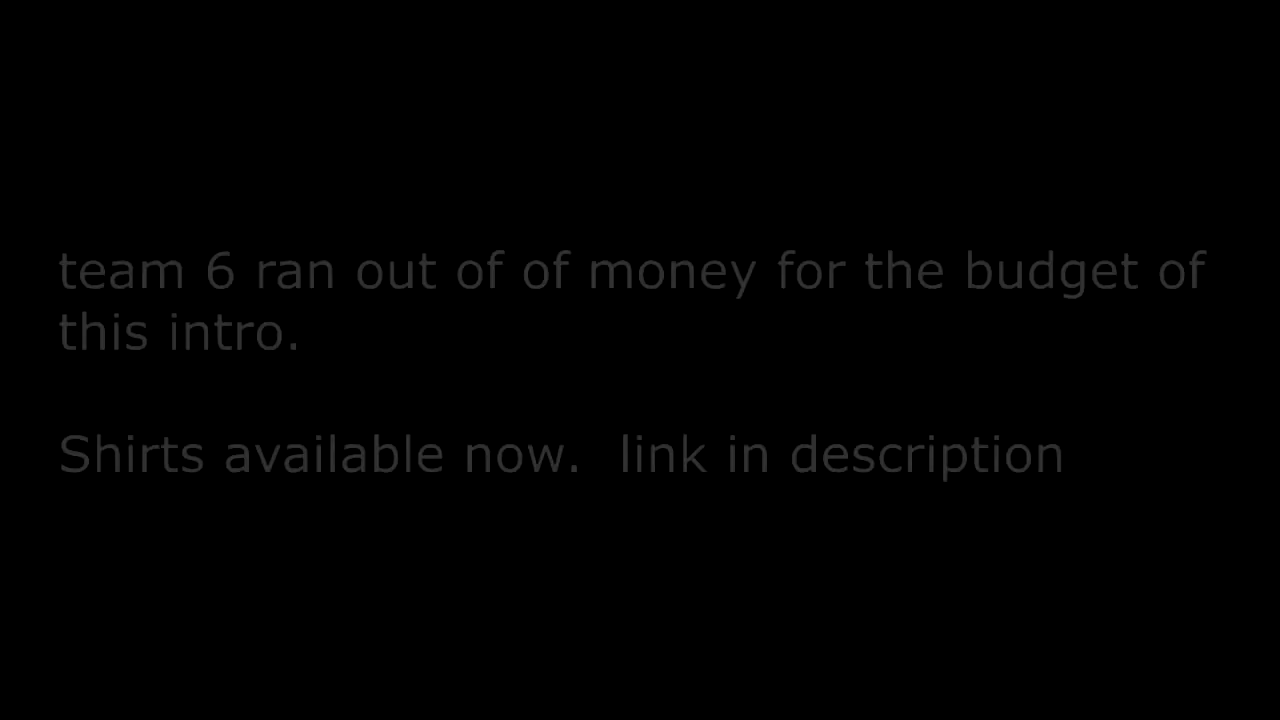 team 6 ran out of of money for the budget of
this intro.
Shirts available now.  link in description